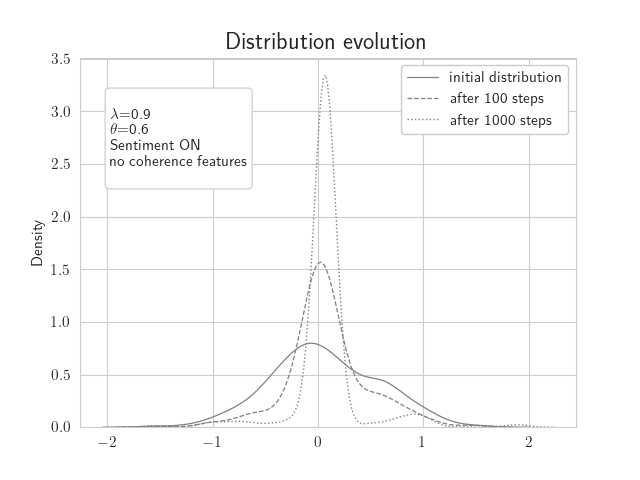 Distribution evolution
3.5
3.0
2.5
2.0
1.5
1.0
0.5
0.0
Density
λ=0.9
θ=0.6
Sentiment ON
no coherence features
initial distribution
after 100 steps
after 1000 steps
−2
−1
0
1
2